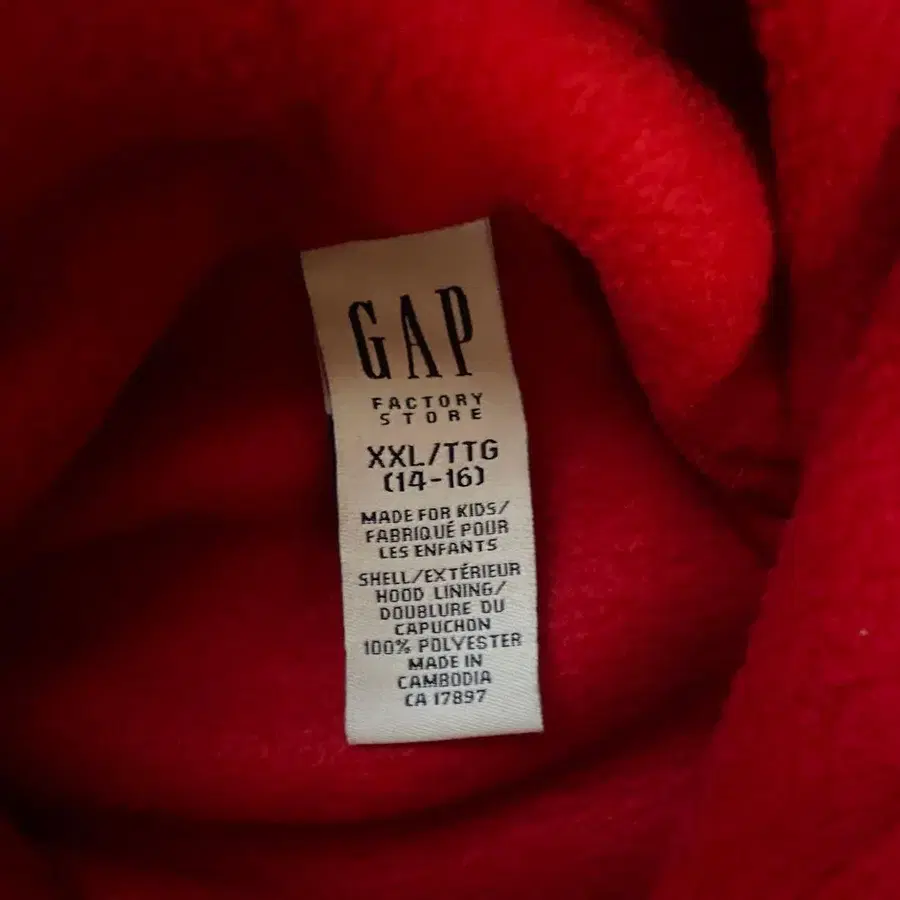 GAP
FACTORY
STORE
XXL/TTG
(14-16)
MADE FOR KIDS/
FABRIQUÉ POUR
LES ENFANTS
SHELL/EXTÉRIEUR
HOOD LINING/
DOUBLURE DU
CAPUCHON
100% POLYESTER
MADE IN
CAMBODIA
CA 17897